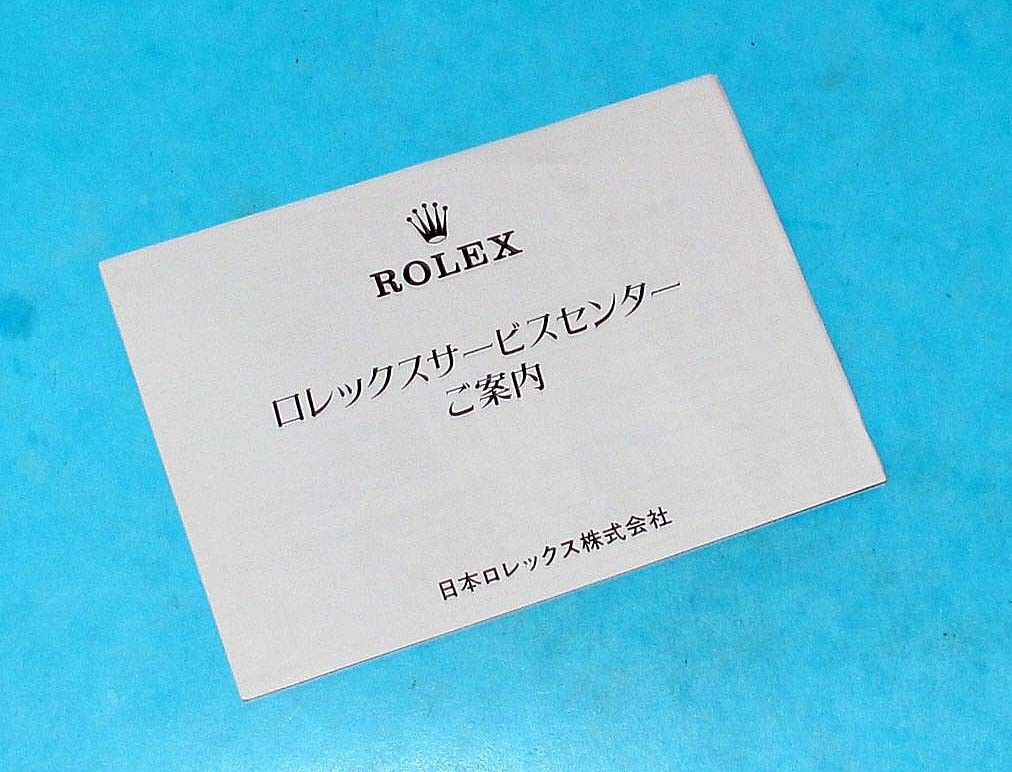 ROLEX
ロレックスサービスセンター
ご案内
日本ロレックス株式会社